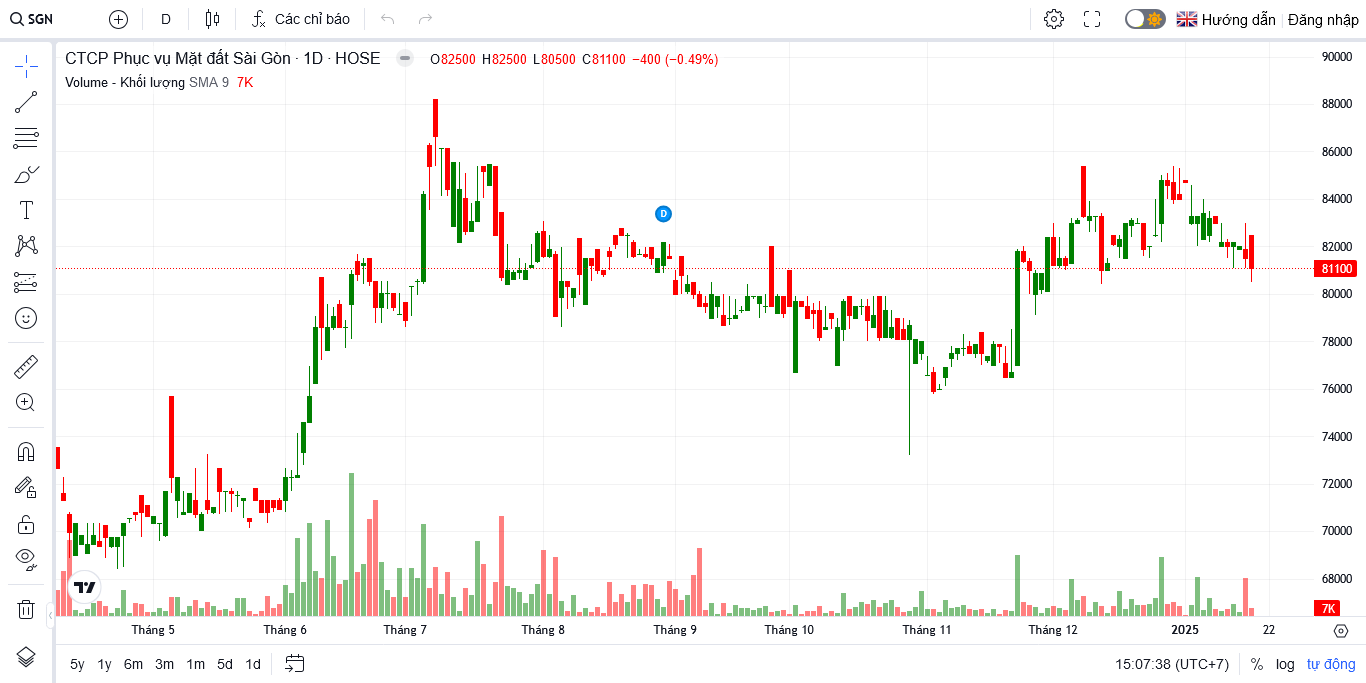 SGN D Các chỉ báo Hướng dẫn Đăng nhập
CTCP Phục vụ Mặt đất Sài Gòn · 1D · HOSE O82500 H82500 L80500 C81100 −400 (−0.49%)
Volume - Khối lượng SMA 9 7K
90000
88000
86000
84000
D
82000
81100
80000
78000
76000
74000
72000
70000
68000
7K
Tháng 5 Tháng 6 Tháng 7 Tháng 8 Tháng 9 Tháng 10 Tháng 11 Tháng 12 2025 22
5y 1y 6m 3m 1m 5d 1d 15:07:38 (UTC+7) % log tự động